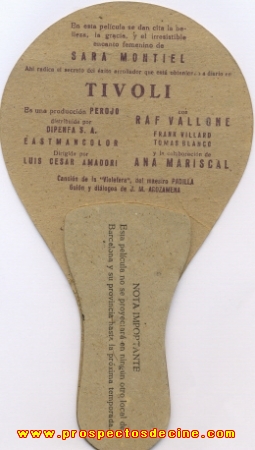 En esta película se dan cita la be-
lleza, la gracia, y el irresistible
encanto femenino de
SARA MONTIEL
Ahí radica el secreto del éxito arrollador que está obteniendo a diario en
TIVOLI
Es una producción PEROJO
distribuida por
DIPENFA S. A.
EASTMANCOLOR
Dirigida por
LUIS CESAR AMADORI
con
RAF VALLONE
FRANK VILLARD
TOMAS BLANCO
y la colaboración de
ANA MARISCAL
Canción de la "Violetera", del maestro PADILLA
Guión y diálogos de J. M. AROZAMENA
NOTA IMPORTANTE
Esta película no se proyectará en ningún otro local de
Barcelona y su provincia hasta la próxima temporada.
www.prospectosdecine.com